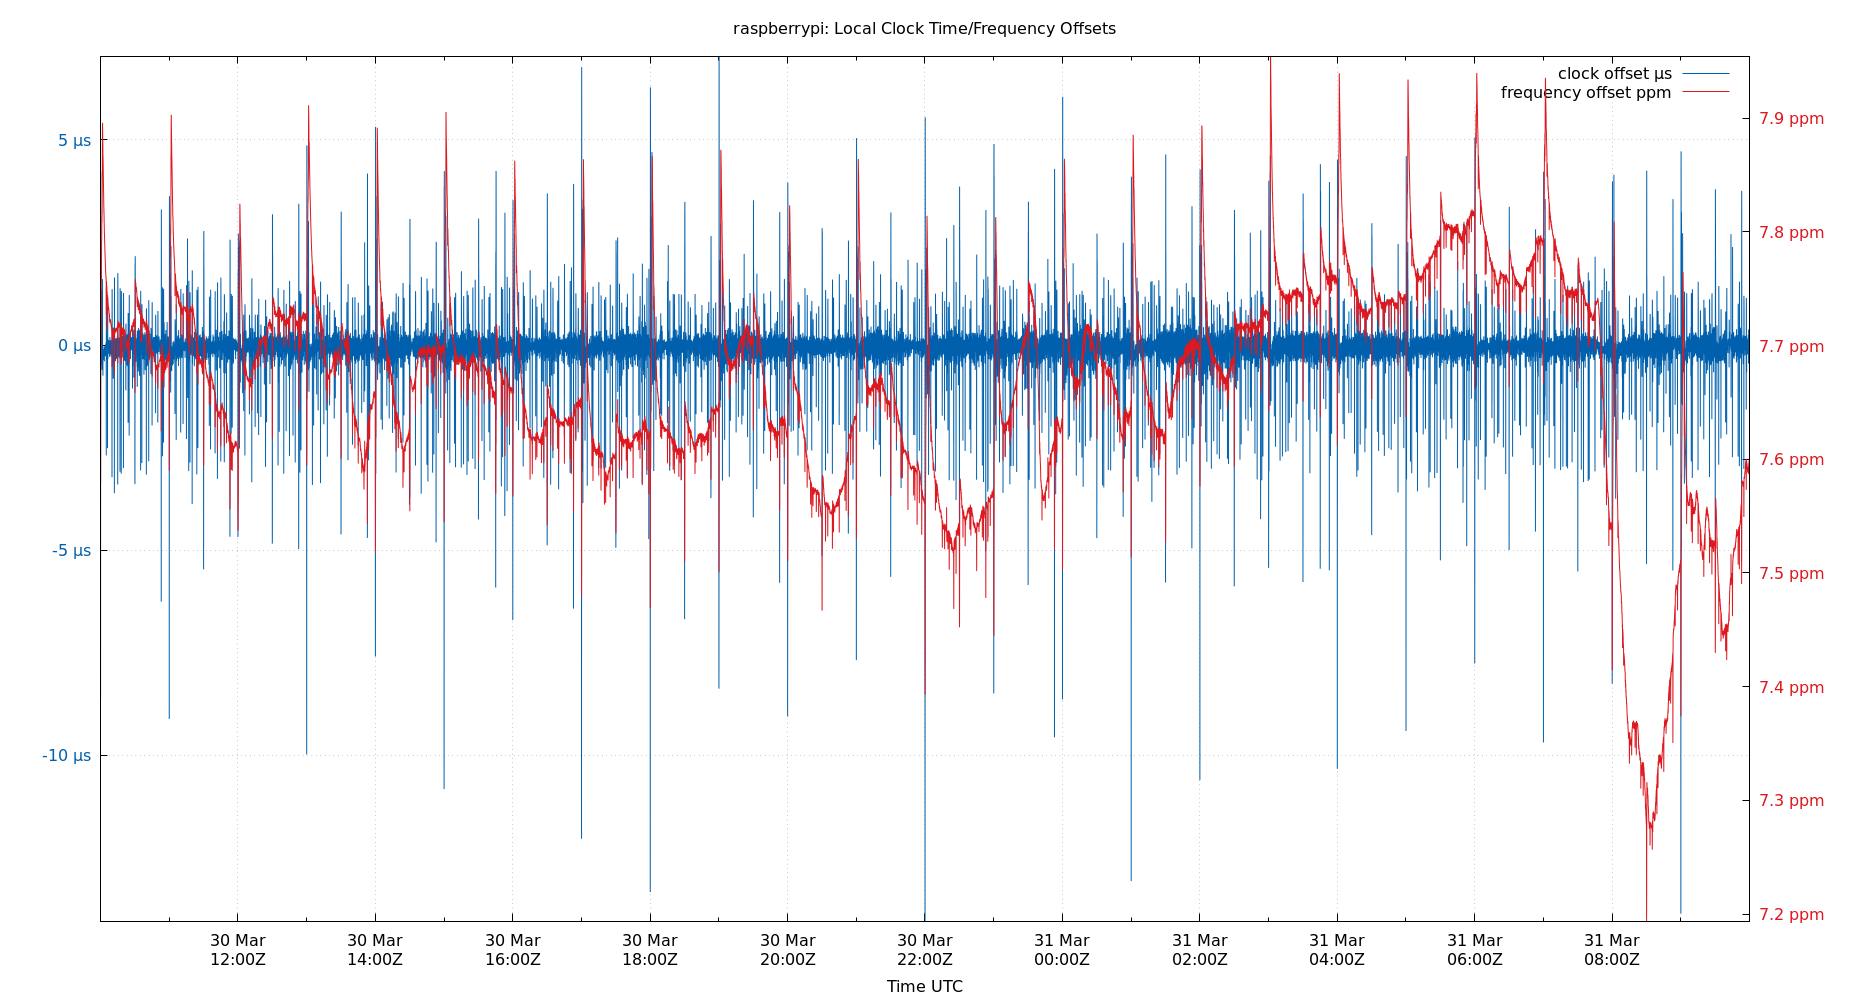 raspberrypi: Local Clock Time/Frequency Offsets
clock offset µs
frequency offset ppm
5 µs
0 µs
-5 µs
-10 µs
7.9 ppm
7.8 ppm
7.7 ppm
7.6 ppm
7.5 ppm
7.4 ppm
7.3 ppm
7.2 ppm
30 Mar
12:00Z
30 Mar
14:00Z
30 Mar
16:00Z
30 Mar
18:00Z
30 Mar
20:00Z
30 Mar
22:00Z
31 Mar
00:00Z
31 Mar
02:00Z
31 Mar
04:00Z
31 Mar
06:00Z
31 Mar
08:00Z
Time UTC